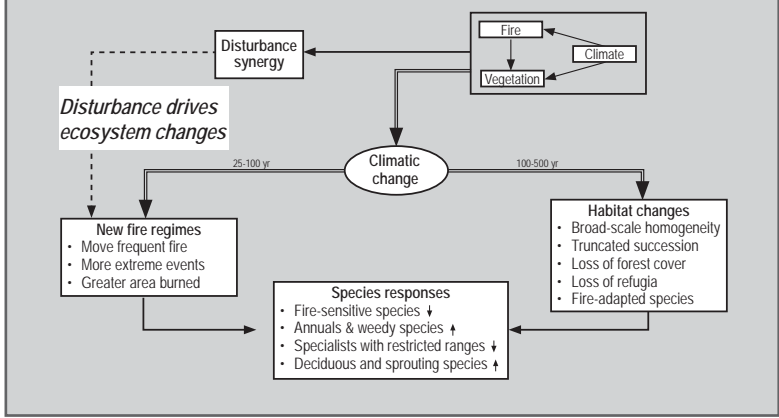 Disturbance
synergy
Fire
Climate
Vegetation
Disturbance drives
ecosystem changes
25-100 yr
Climatic
change
100-500 yr
New fire regimes
• Move frequent fire
• More extreme events
• Greater area burned
Habitat changes
• Broad-scale homogeneity
• Truncated succession
• Loss of forest cover
• Loss of refugia
• Fire-adapted species
Species responses
• Fire-sensitive species ↓
• Annuals & weedy species ↑
• Specialists with restricted ranges ↓
• Deciduous and sprouting species ↑